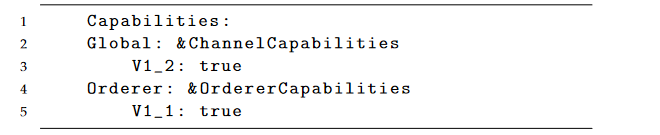 1 Capabilities:
2 Global: &ChannelCapabilities
3 V1_2: true
4 Orderer: &OrdererCapabilities
5 V1_1: true